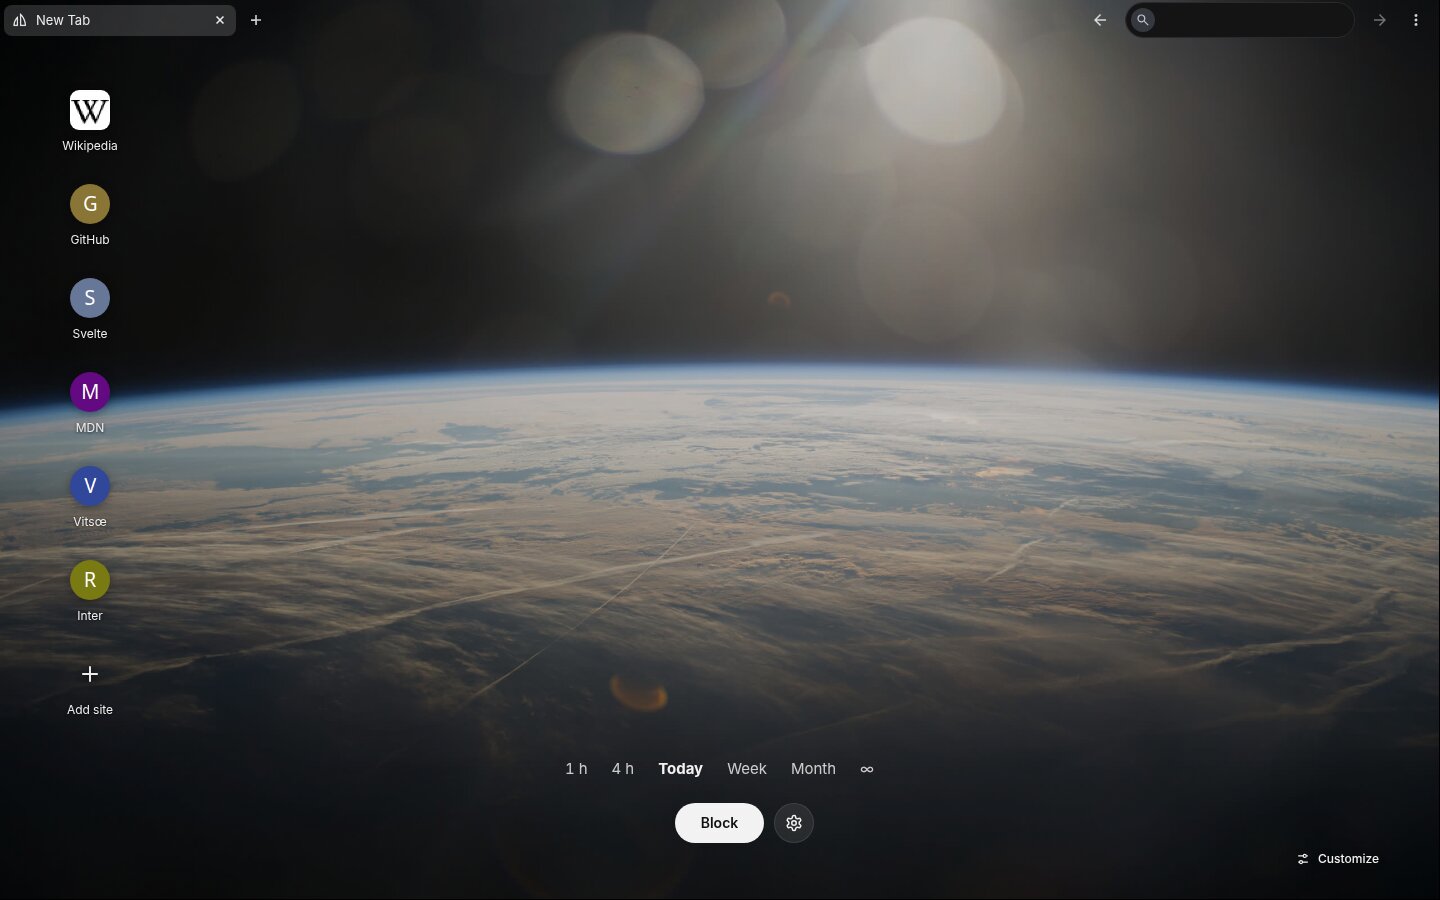 New Tab
W
Wikipedia
G
GitHub
S
Svelte
M
MDN
V
Vitsœ
R
Inter
Add site
1 h 4 h Today Week Month ∞
Block
Customize